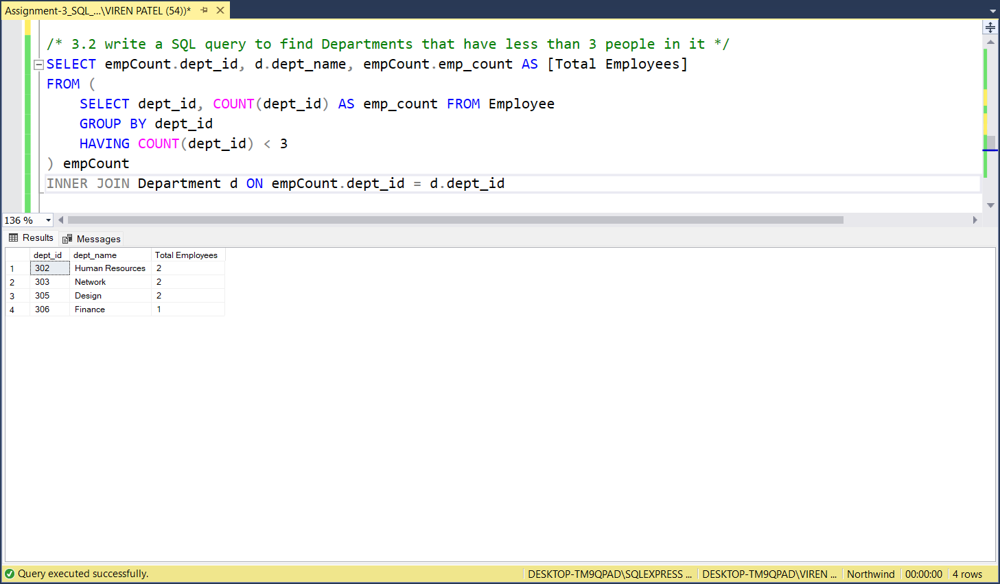 Assignment-3_SQL_...\VIREN PATEL (54))*
/* 3.2 write a SQL query to find Departments that have less than 3 people in it */
SELECT empCount.dept_id, d.dept_name, empCount.emp_count AS [Total Employees]
FROM (
SELECT dept_id, COUNT(dept_id) AS emp_count FROM Employee
GROUP BY dept_id
HAVING COUNT(dept_id) < 3
) empCount
INNER JOIN Department d ON empCount.dept_id = d.dept_id
136 %
Results Messages
dept_id dept_name Total Employees
1 302 Human Resources 2
2 303 Network 2
3 305 Design 2
4 306 Finance 1
Query executed successfully. DESKTOP-TM9QPAD\SQLEXPRESS ... DESKTOP-TM9QPAD\VIREN ... Northwind 00:00:00 4 rows